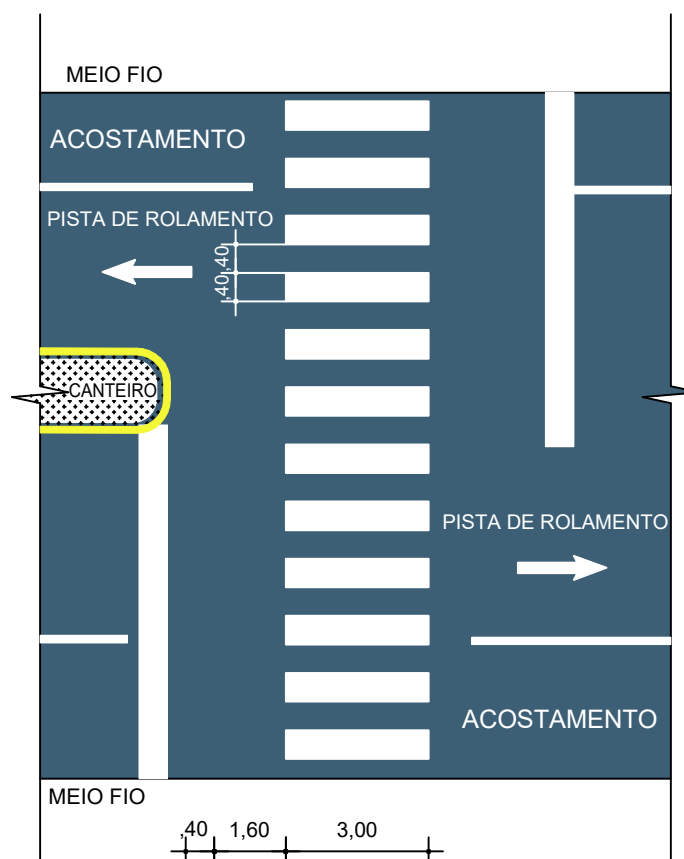 MEIO FIO
ACOSTAMENTO
PISTA DE ROLAMENTO
,40
,40
CANTEIRO
PISTA DE ROLAMENTO
ACOSTAMENTO
MEIO FIO
,40 1,60 3,00